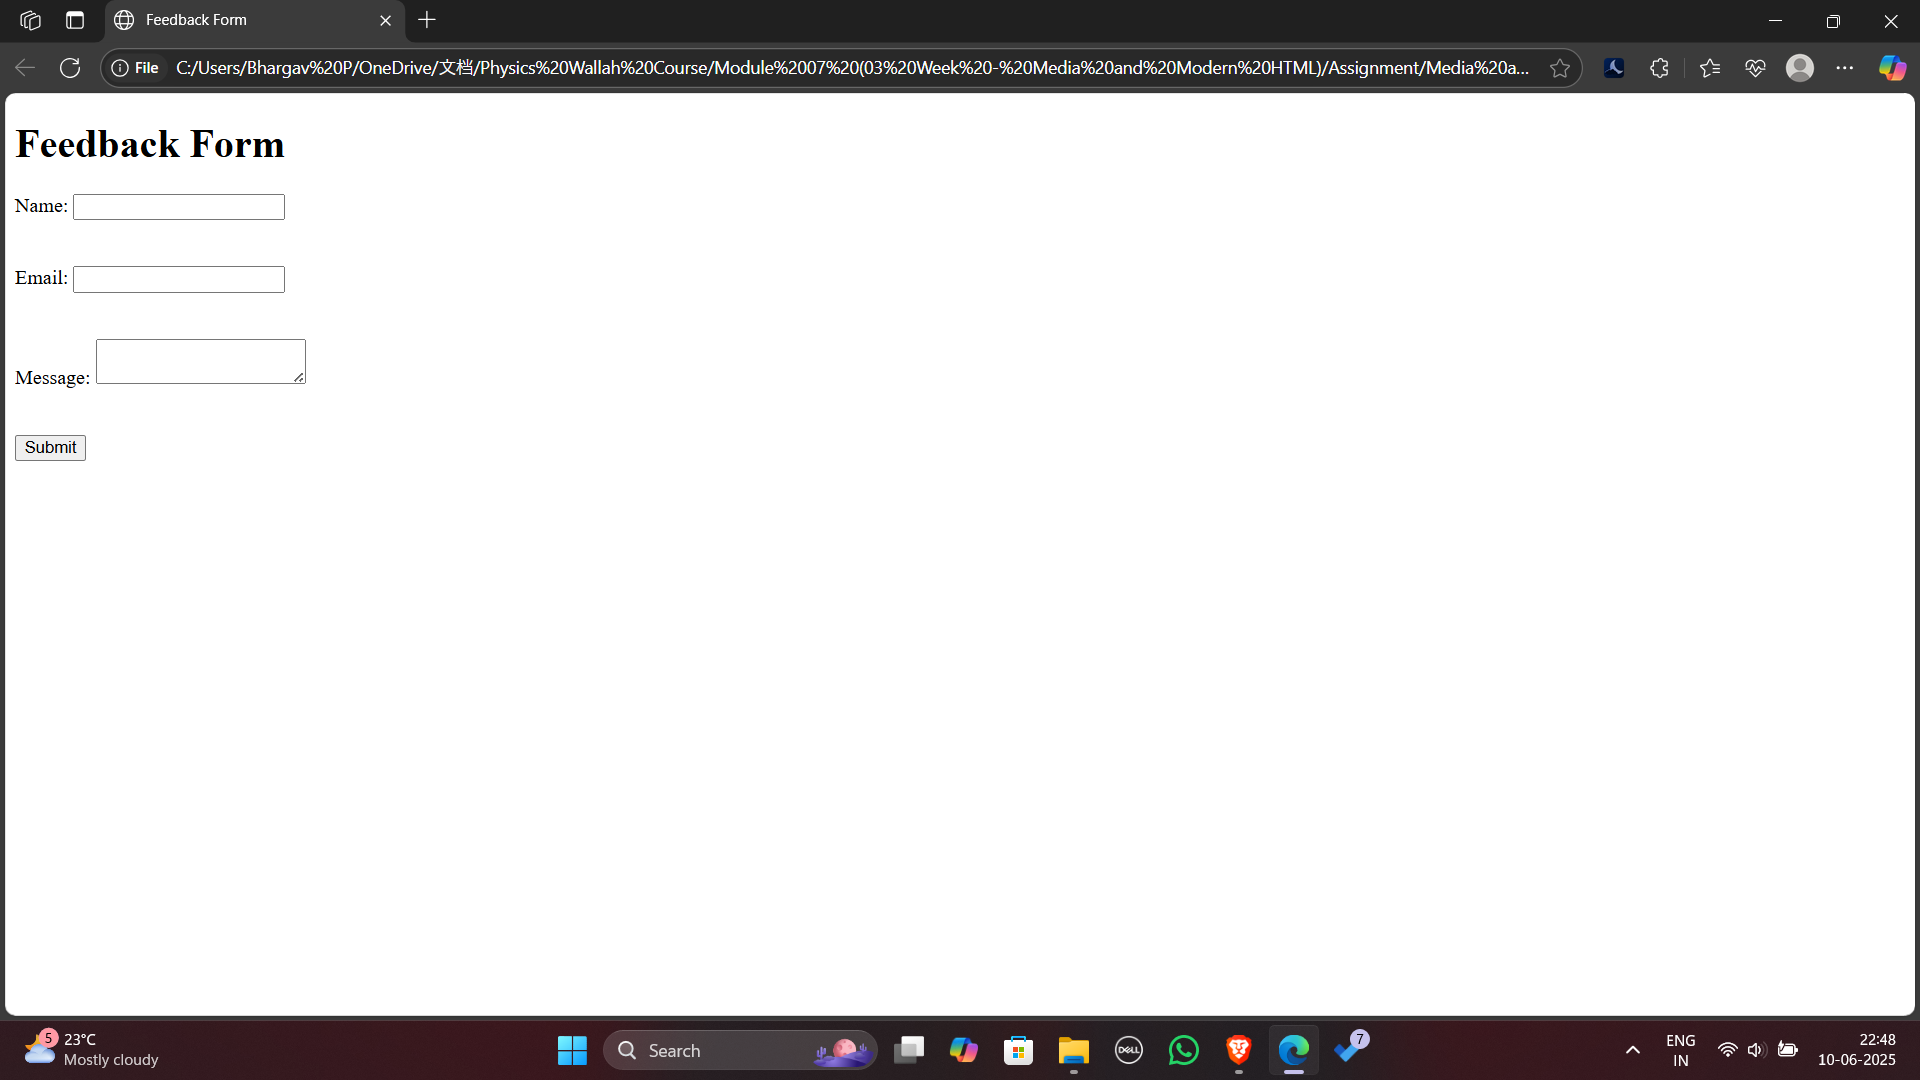 Feedback Form
File C:/Users/Bhargav%20P/OneDrive/文档/Physics%20Wallah%20Course/Module%2007%20(03%20Week%20-%20Media%20and%20Modern%20HTML)/Assignment/Media%20a...
Feedback Form
Name:
Email:
Message:
Submit
5
23°C
Mostly cloudy
Search
DELL
7
ENG
IN
22:48
10-06-2025